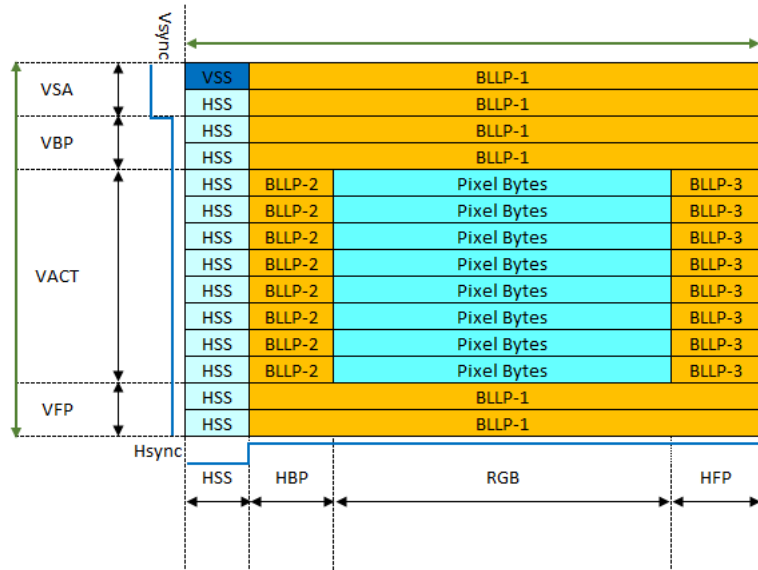 Vsync
VSS BLLP-1
VSA
HSS BLLP-1
HSS BLLP-1
VBP
HSS BLLP-1
HSS BLLP-2 Pixel Bytes BLLP-3
HSS BLLP-2 Pixel Bytes BLLP-3
HSS BLLP-2 Pixel Bytes BLLP-3
HSS BLLP-2 Pixel Bytes BLLP-3
VACT
HSS BLLP-2 Pixel Bytes BLLP-3
HSS BLLP-2 Pixel Bytes BLLP-3
HSS BLLP-2 Pixel Bytes BLLP-3
HSS BLLP-2 Pixel Bytes BLLP-3
HSS BLLP-1
VFP
HSS BLLP-1
Hsync
HSS HBP RGB HFP